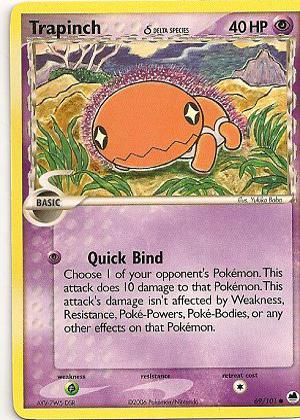 Trapinch δ DELTA SPECIES 40 HP
Illus. Yukiko Baba
BASIC
Quick Bind
Choose 1 of your opponent's Pokémon. This
attack does 10 damage to that Pokémon. This
attack's damage isn't affected by Weakness,
Resistance, Poké-Powers, Poké-Bodies, or any
other effects on that Pokémon.
weakness resistance retreat cost
©2006 Pokémon/Nintendo 69/101